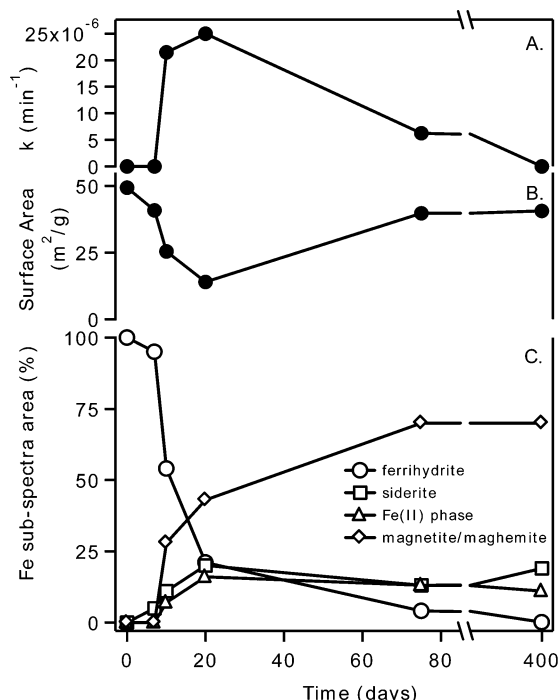 A.
25x10⁻⁶
20
15
10
5
0
k (min⁻¹)
B.
50
25
0
Surface Area
(m²/g)
C.
100
75
50
25
0
Fe sub-spectra area (%)
ferrihydrite
siderite
Fe(II) phase
magnetite/maghemite
0 20 40 60 80 400
Time (days)